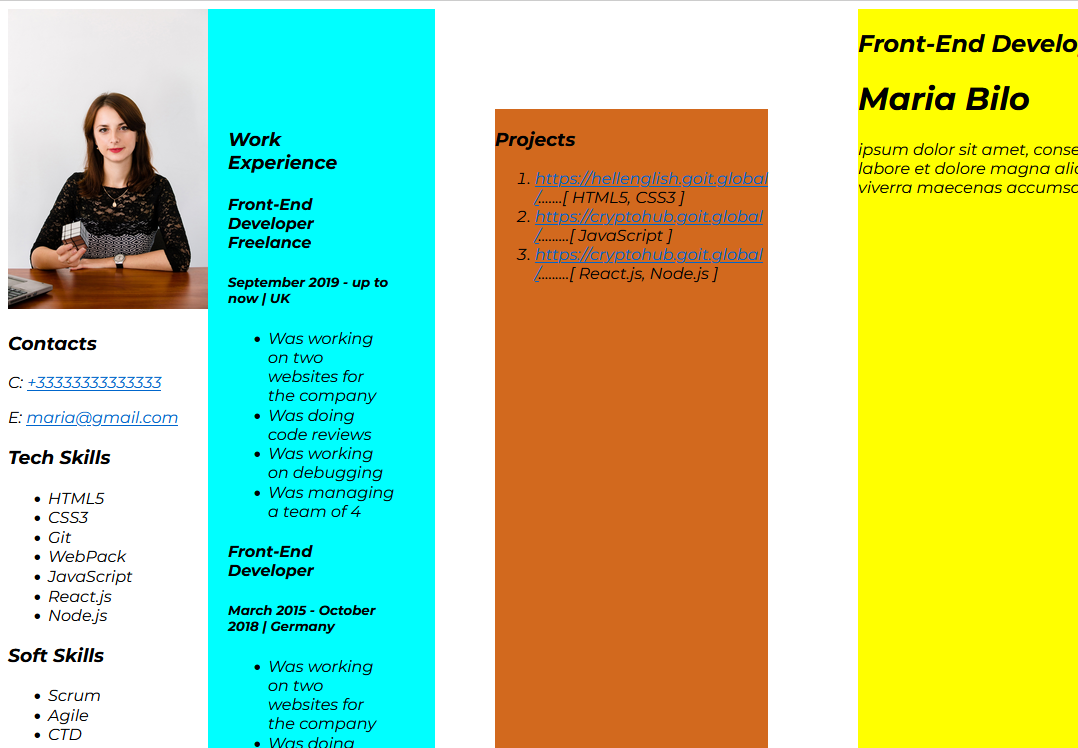 Contacts
C: +33333333333333
E: maria@gmail.com
Tech Skills
HTML5
CSS3
Git
WebPack
JavaScript
React.js
Node.js
Soft Skills
Scrum
Agile
CTD
Work
Experience
Front-End
Developer
Freelance
September 2019 - up to
now | UK
Was working
on two
websites for
the company
Was doing
code reviews
Was working
on debugging
Was managing
a team of 4
Front-End
Developer
March 2015 - October
2018 | Germany
Was working
on two
websites for
the company
Was doing
Projects
1. https://hellenglish.goit.global
/.......[ HTML5, CSS3 ]
2. https://cryptohub.goit.global
/........[ JavaScript ]
3. https://cryptohub.goit.global
/........[ React.js, Node.js ]
Front-End Develo
Maria Bilo
ipsum dolor sit amet, conse
labore et dolore magna ali
viverra maecenas accumsa